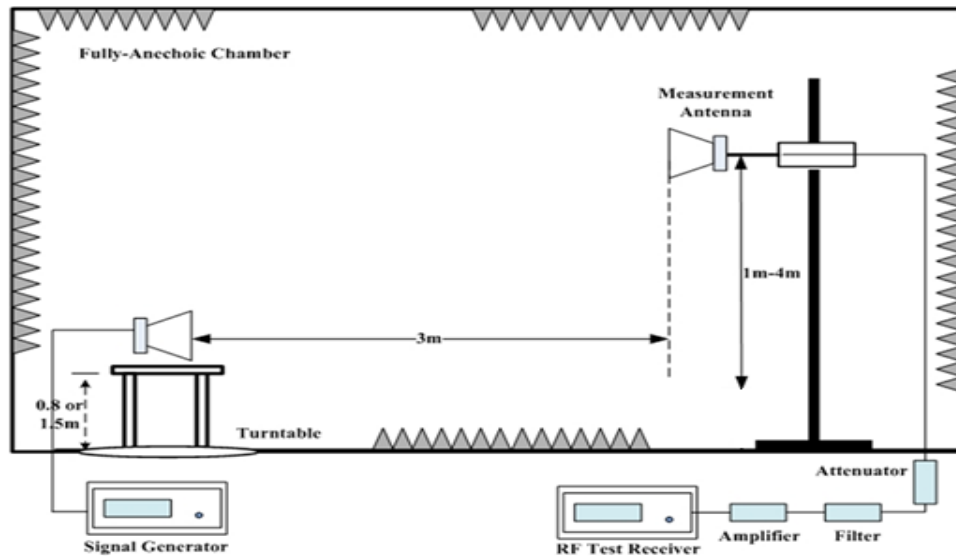 Fully-Anechoic Chamber
Measurement
Antenna
1m-4m
3m
0.8 or
1.5m
Turntable
Attenuator
Signal Generator
RF Test Receiver
Amplifier
Filter